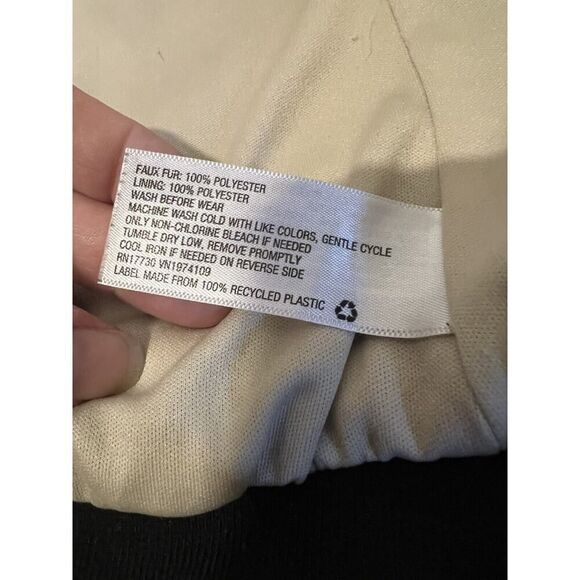 FAUX FUR: 100% POLYESTER
LINING: 100% POLYESTER
WASH BEFORE WEAR
MACHINE WASH COLD WITH LIKE COLORS, GENTLE CYCLE
ONLY NON-CHLORINE BLEACH IF NEEDED
TUMBLE DRY LOW, REMOVE PROMPTLY
COOL IRON IF NEEDED ON REVERSE SIDE
RN17730 VN1974109
LABEL MADE FROM 100% RECYCLED PLASTIC